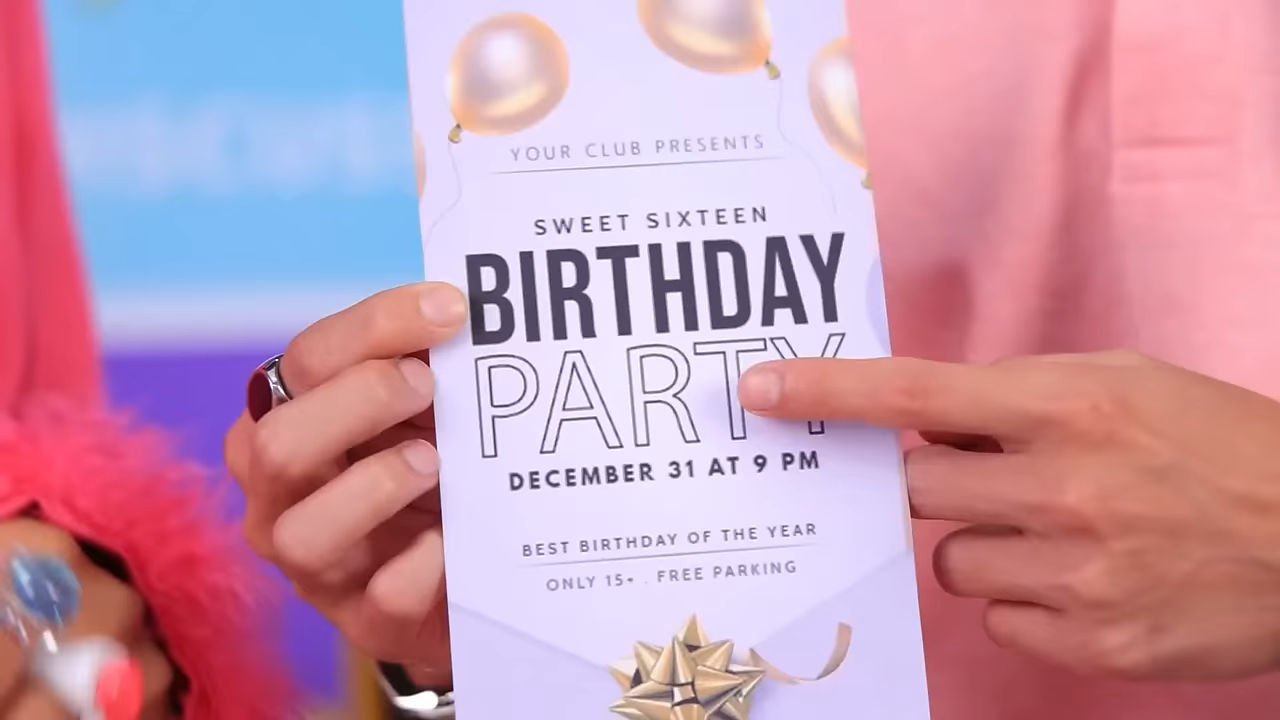 YOUR CLUB PRESENTS
SWEET SIXTEEN
BIRTHDAY
PARTY
DECEMBER 31 AT 9 PM
BEST BIRTHDAY OF THE YEAR
ONLY 15+ . FREE PARKING